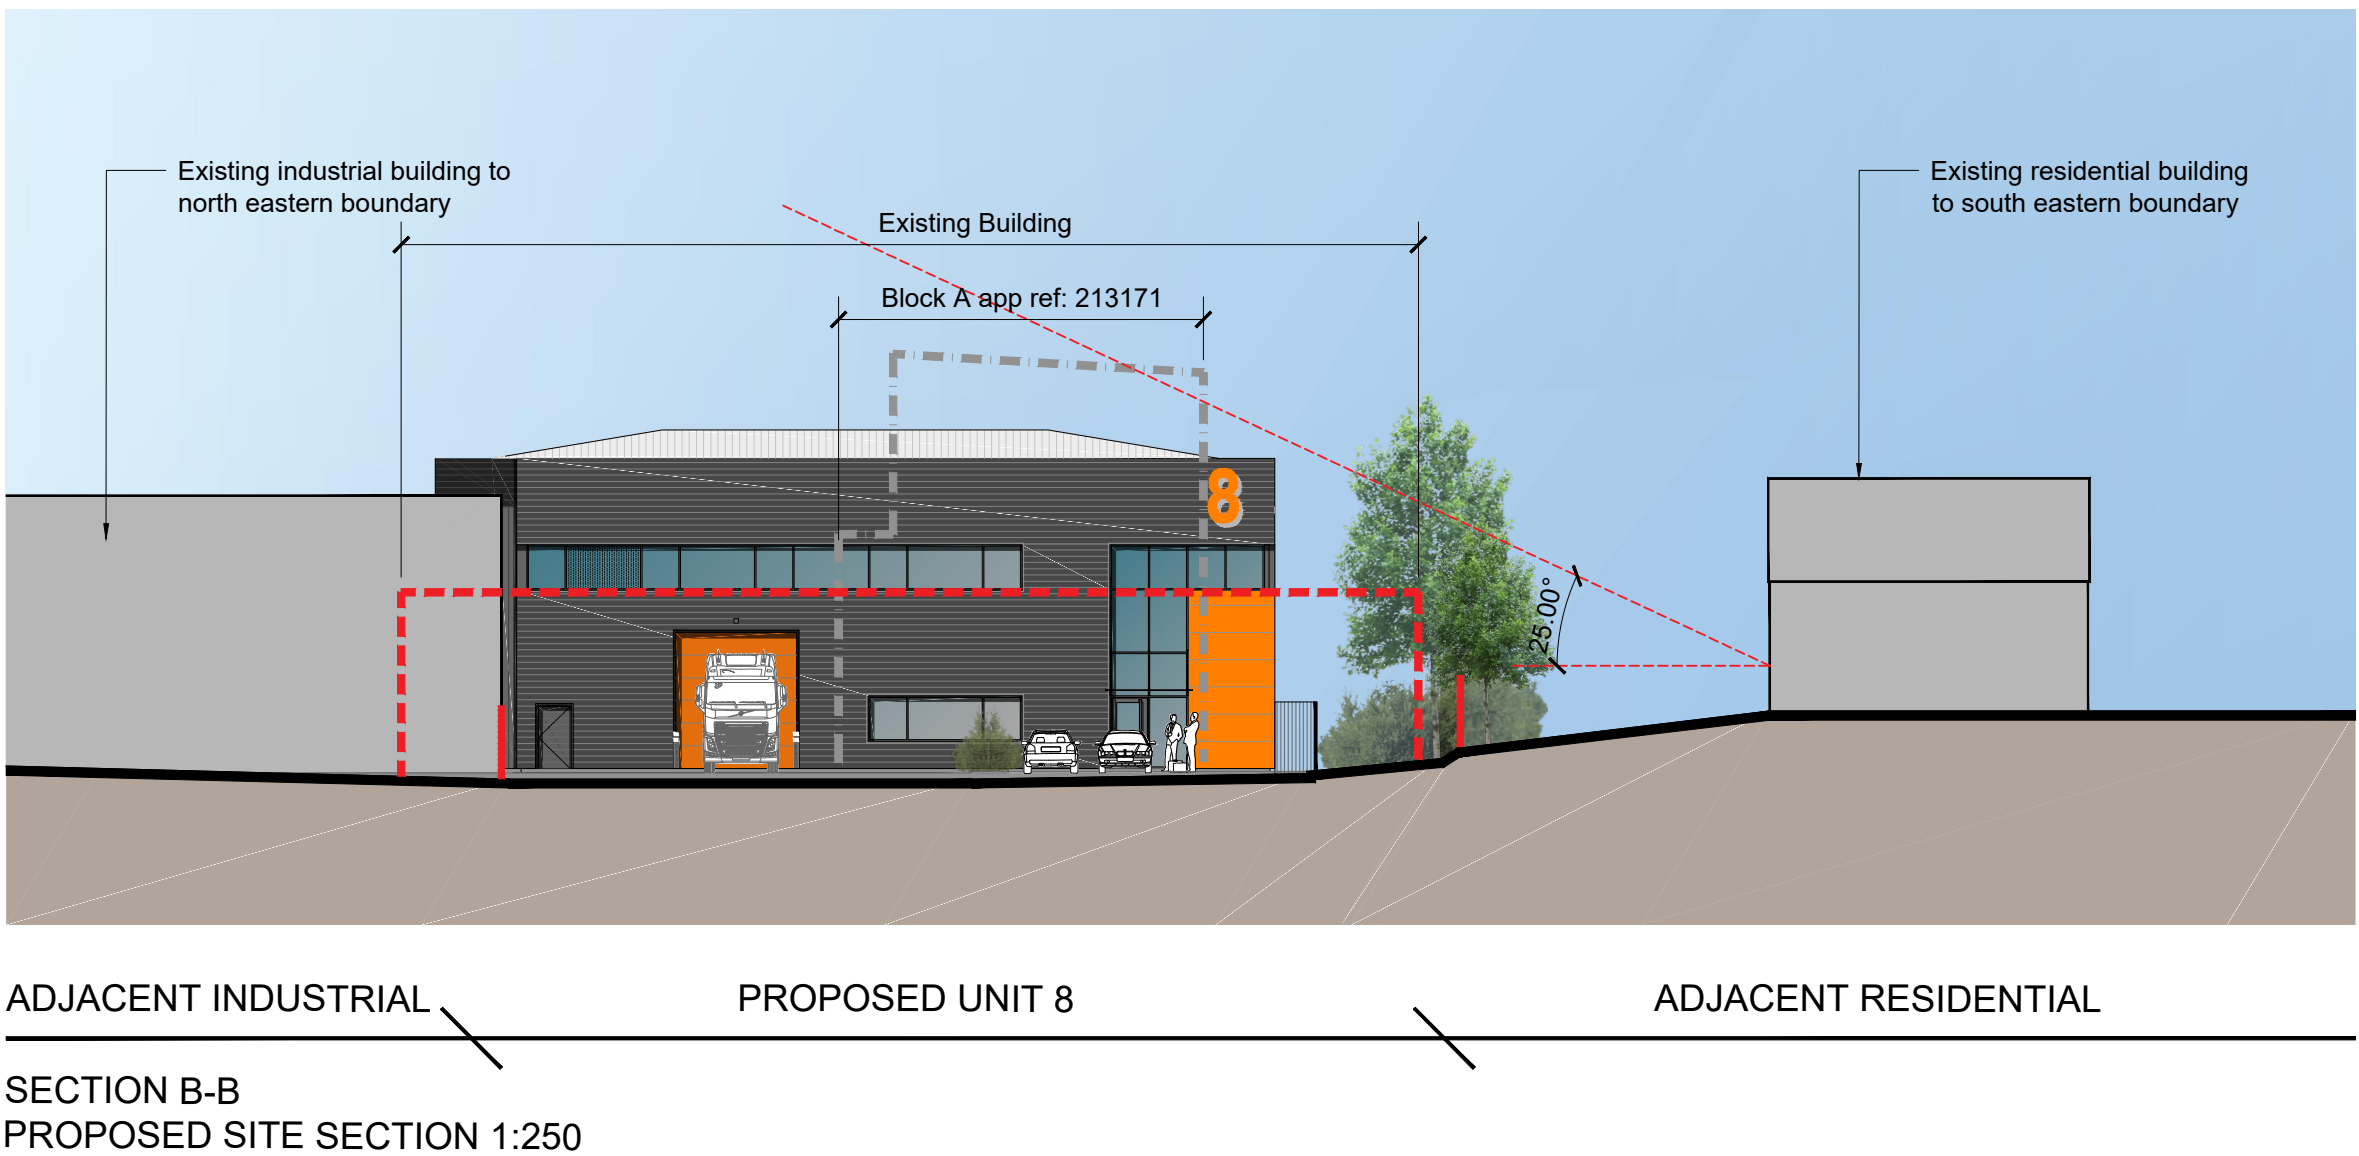 Existing industrial building to
north eastern boundary
Existing Building
Block A app ref: 213171
Existing residential building
to south eastern boundary
8
25.00°
ADJACENT INDUSTRIAL
PROPOSED UNIT 8
ADJACENT RESIDENTIAL
SECTION B-B
PROPOSED SITE SECTION 1:250